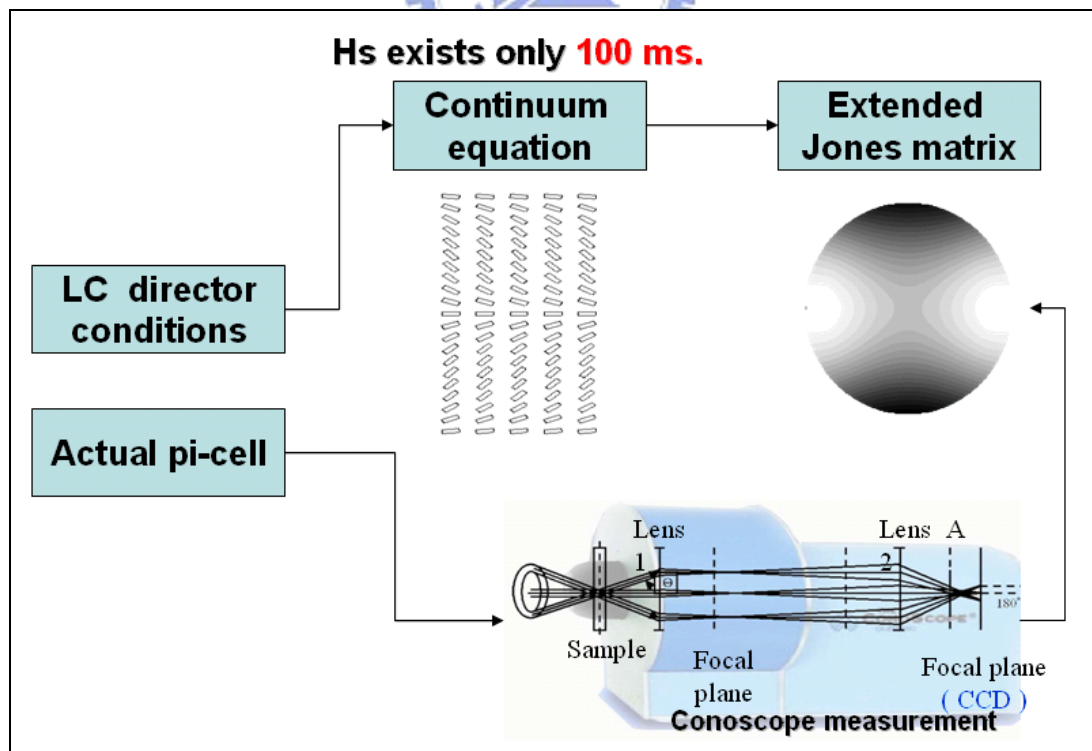 Hs exists only 100 ms.
Continuum
equation
Extended
Jones matrix
LC director
conditions
Actual pi-cell
Lens
1
Lens
2
A
Θ
180°
Sample
Focal
plane
Focal plane
( CCD )
Conoscope measurement